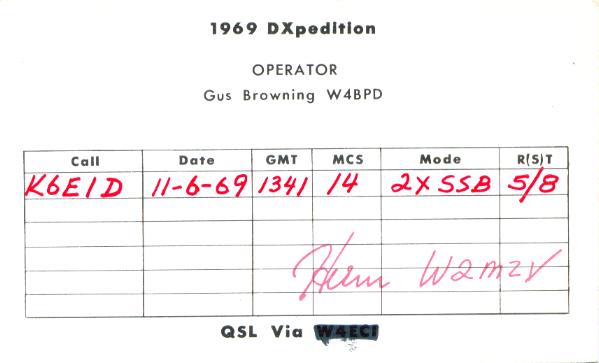 1969 DXpedition
OPERATOR
Gus Browning W4BPD
Call Date GMT MCS Mode R(S)T
K6EID 11-6-69 1341 14 2X SSB 5/8
Hum W2MZV
QSL Via W4ECI